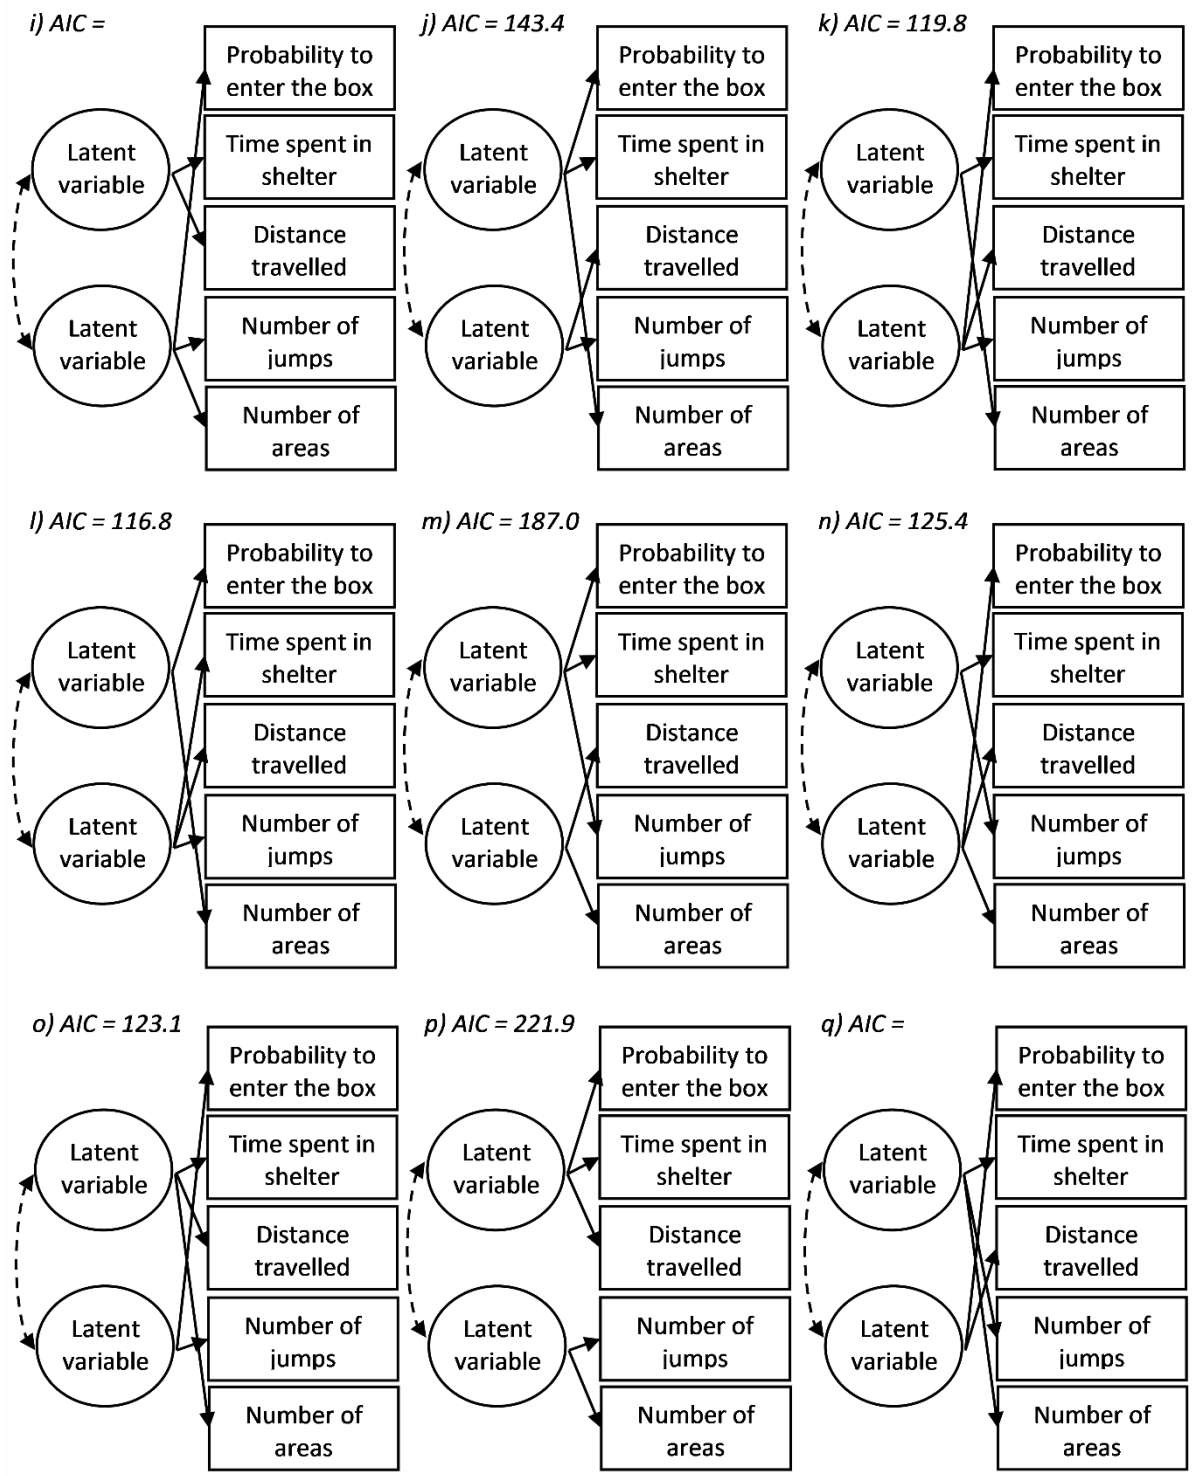 i) AIC =
Probability to
enter the box
Time spent in
shelter
Distance
travelled
Number of
jumps
Number of
areas
Latent
variable
Latent
variable
j) AIC = 143.4
Probability to
enter the box
Time spent in
shelter
Distance
travelled
Number of
jumps
Number of
areas
Latent
variable
Latent
variable
k) AIC = 119.8
Probability to
enter the box
Time spent in
shelter
Distance
travelled
Number of
jumps
Number of
areas
Latent
variable
Latent
variable
l) AIC = 116.8
Probability to
enter the box
Time spent in
shelter
Distance
travelled
Number of
jumps
Number of
areas
Latent
variable
Latent
variable
m) AIC = 187.0
Probability to
enter the box
Time spent in
shelter
Distance
travelled
Number of
jumps
Number of
areas
Latent
variable
Latent
variable
n) AIC = 125.4
Probability to
enter the box
Time spent in
shelter
Distance
travelled
Number of
jumps
Number of
areas
Latent
variable
Latent
variable
o) AIC = 123.1
Probability to
enter the box
Time spent in
shelter
Distance
travelled
Number of
jumps
Number of
areas
Latent
variable
Latent
variable
p) AIC = 221.9
Probability to
enter the box
Time spent in
shelter
Distance
travelled
Number of
jumps
Number of
areas
Latent
variable
Latent
variable
q) AIC =
Probability to
enter the box
Time spent in
shelter
Distance
travelled
Number of
jumps
Number of
areas
Latent
variable
Latent
variable